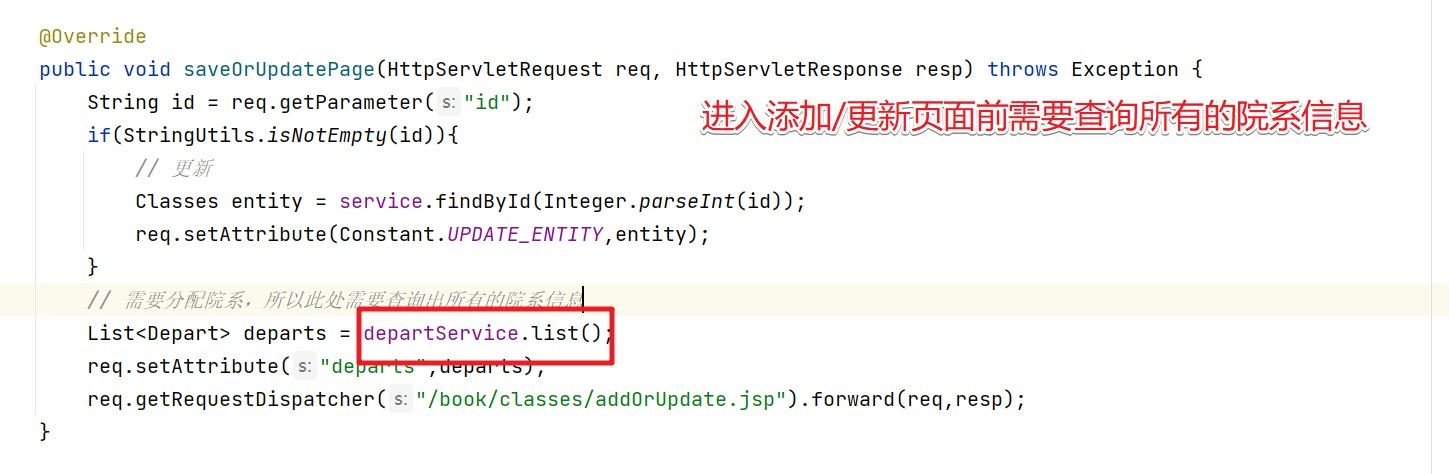 @Override
public void saveOrUpdatePage(HttpServletRequest req, HttpServletResponse resp) throws Exception {
String id = req.getParameter( s: "id");
进入添加/更新页面前需要查询所有的院系信息
if(StringUtils.isNotEmpty(id)){
// 更新
Classes entity = service.findById(Integer.parseInt(id));
req.setAttribute(Constant.UPDATE_ENTITY,entity);
}
// 需要分配院系，所以此处需要查询出所有的院系信息
List<Depart> departs = departService.list();
req.setAttribute( s: "departs",departs);
req.getRequestDispatcher( s: "/book/classes/addOrUpdate.jsp").forward(req,resp);
}